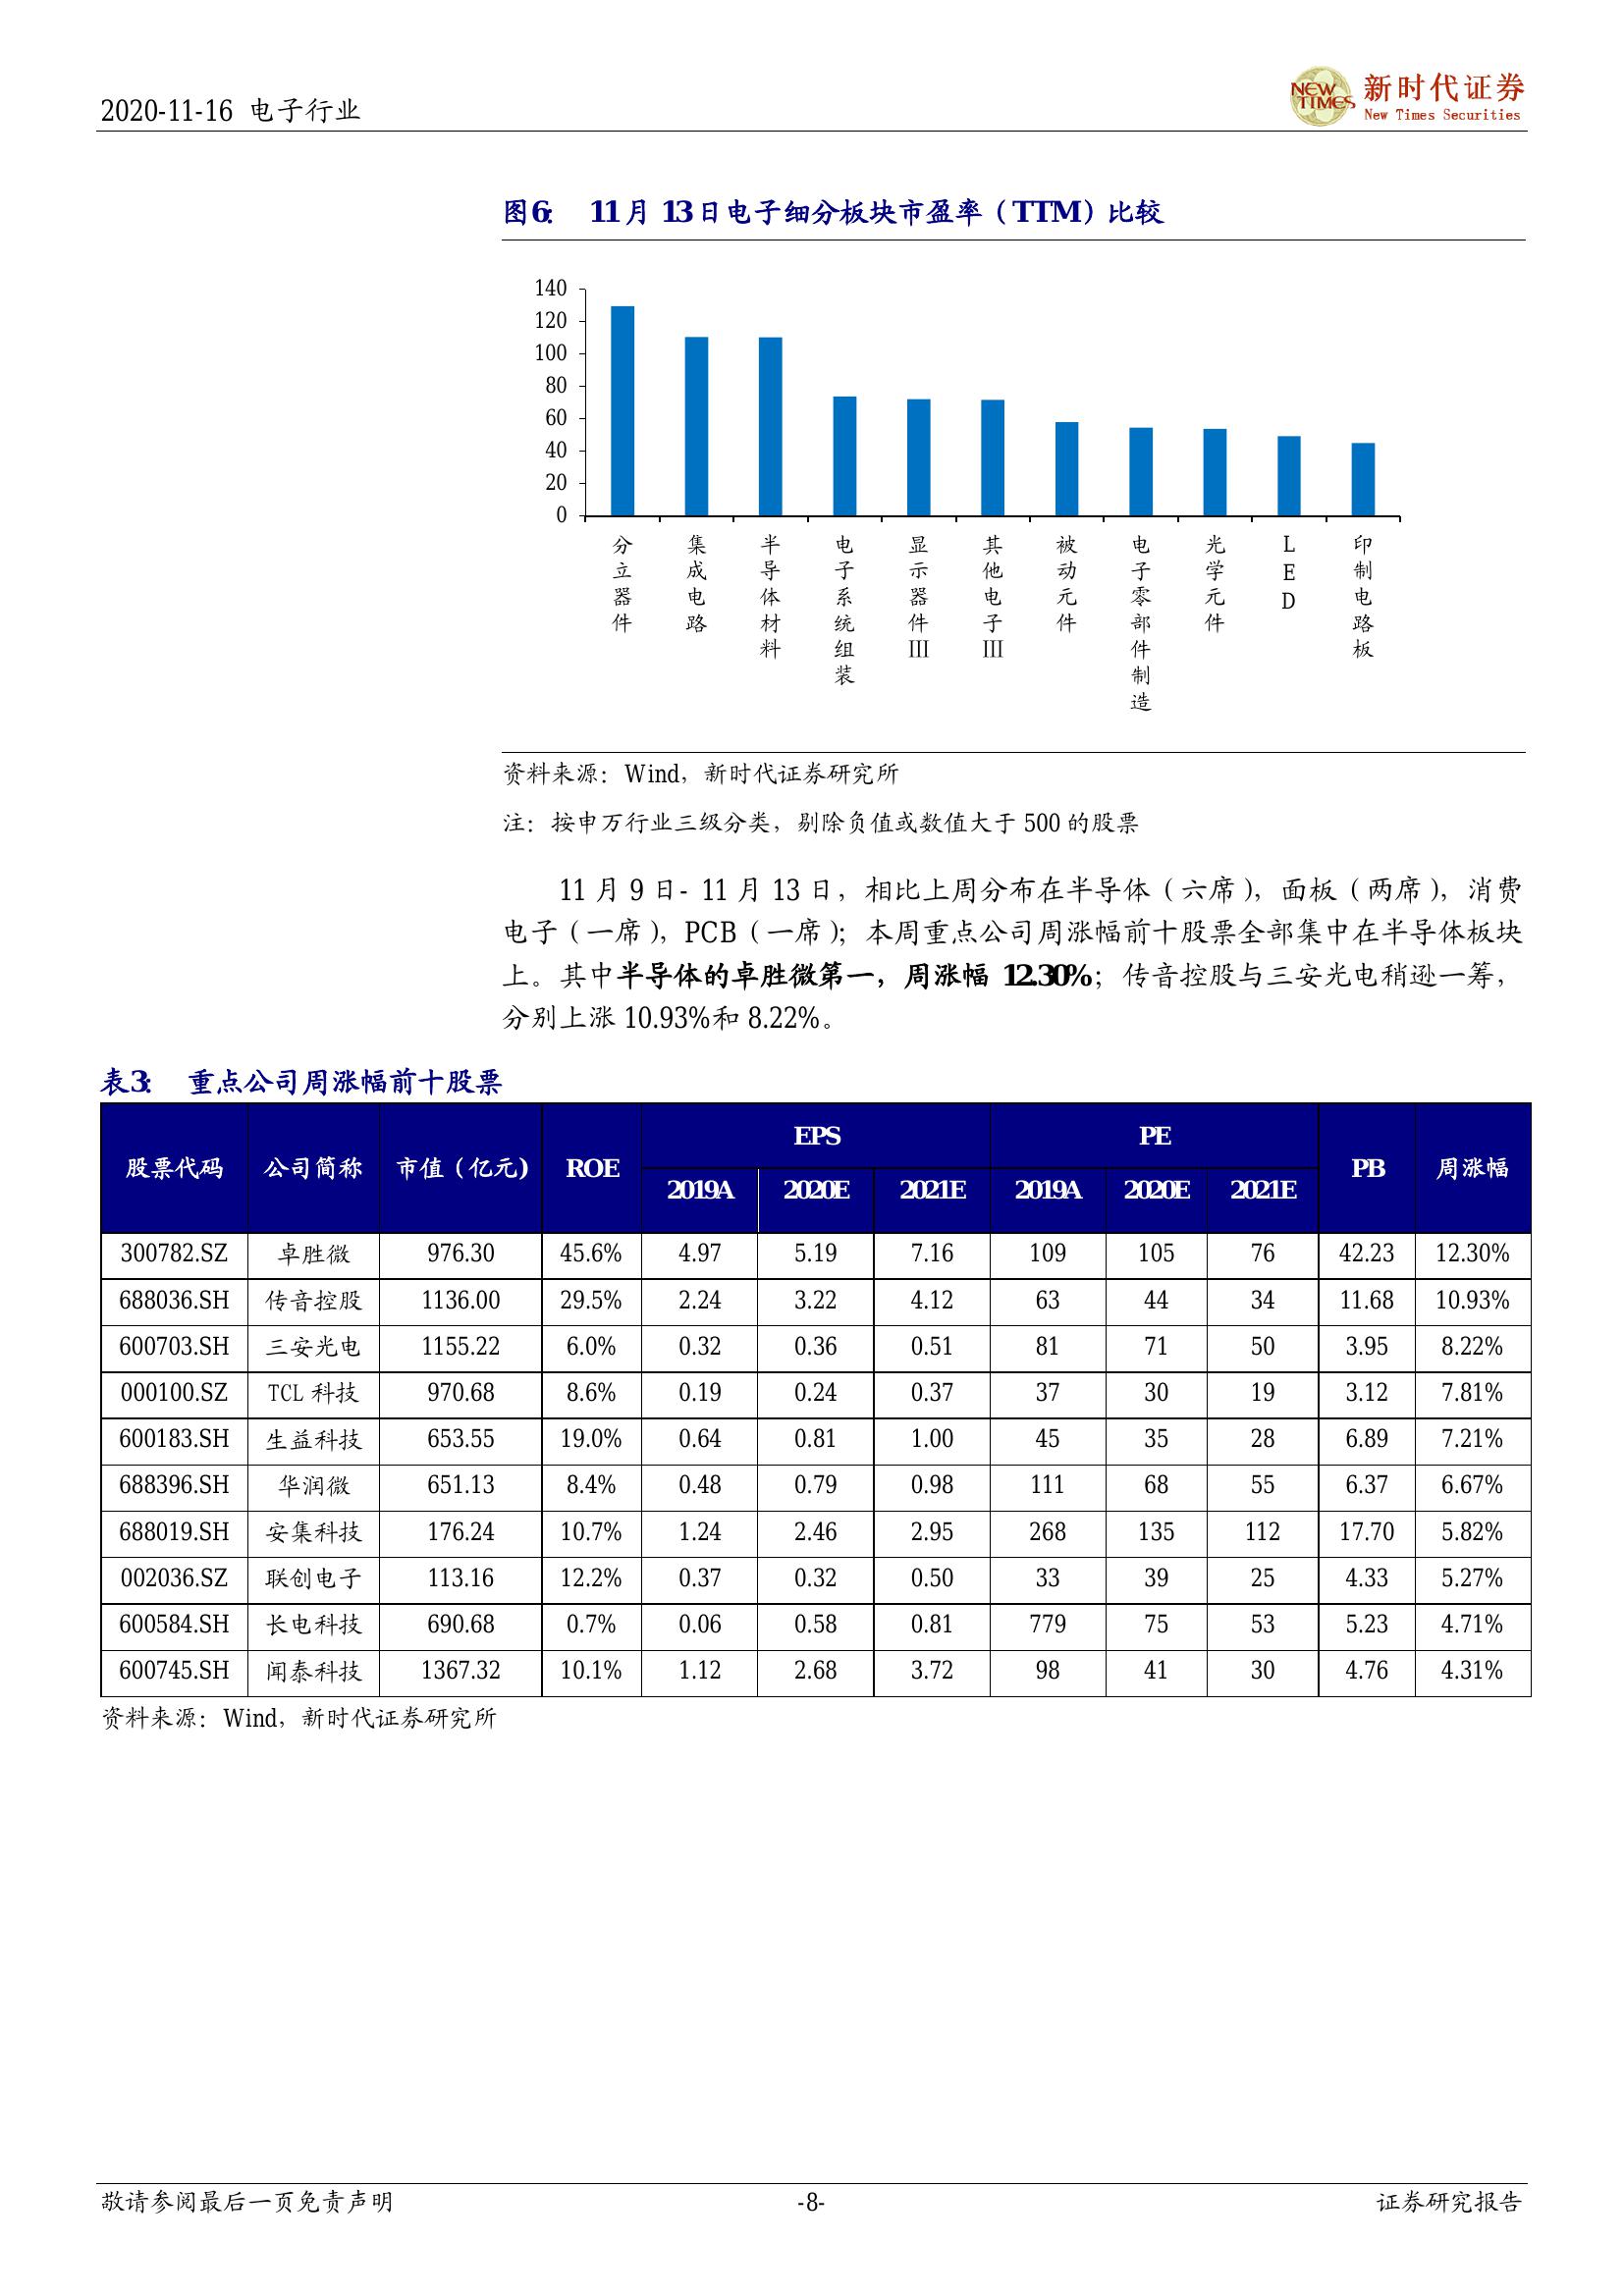 2020-11-16 电子行业
NEW TIMES 新时代证券
New Times Securities
图6: 11月 13日电子细分板块市盈率（TTM）比较
140
120
100
80
60
40
20
0
分立器件
集成电路
半导体材料
电子系统组装
显示器件III
其他电子III
被动元件
电子零部件制造
光学元件
LED
印制电路板
资料来源：Wind，新时代证券研究所
注：按申万行业三级分类，剔除负值或数值大于 500 的股票
11 月 9 日- 11 月 13 日，相比上周分布在半导体（六席），面板（两席），消费
电子（一席），PCB（一席）；本周重点公司周涨幅前十股票全部集中在半导体板块
上。其中半导体的卓胜微第一，周涨幅 12.30%；传音控股与三安光电稍逊一筹，
分别上涨 10.93%和 8.22%。
表3: 重点公司周涨幅前十股票
股票代码 公司简称 市值（亿元) ROE EPS PE PB 周涨幅
2019A 2020E 2021E 2019A 2020E 2021E
300782.SZ 卓胜微 976.30 45.6% 4.97 5.19 7.16 109 105 76 42.23 12.30%
688036.SH 传音控股 1136.00 29.5% 2.24 3.22 4.12 63 44 34 11.68 10.93%
600703.SH 三安光电 1155.22 6.0% 0.32 0.36 0.51 81 71 50 3.95 8.22%
000100.SZ TCL 科技 970.68 8.6% 0.19 0.24 0.37 37 30 19 3.12 7.81%
600183.SH 生益科技 653.55 19.0% 0.64 0.81 1.00 45 35 28 6.89 7.21%
688396.SH 华润微 651.13 8.4% 0.48 0.79 0.98 111 68 55 6.37 6.67%
688019.SH 安集科技 176.24 10.7% 1.24 2.46 2.95 268 135 112 17.70 5.82%
002036.SZ 联创电子 113.16 12.2% 0.37 0.32 0.50 33 39 25 4.33 5.27%
600584.SH 长电科技 690.68 0.7% 0.06 0.58 0.81 779 75 53 5.23 4.71%
600745.SH 闻泰科技 1367.32 10.1% 1.12 2.68 3.72 98 41 30 4.76 4.31%
资料来源：Wind，新时代证券研究所
敬请参阅最后一页免责声明 -8- 证券研究报告